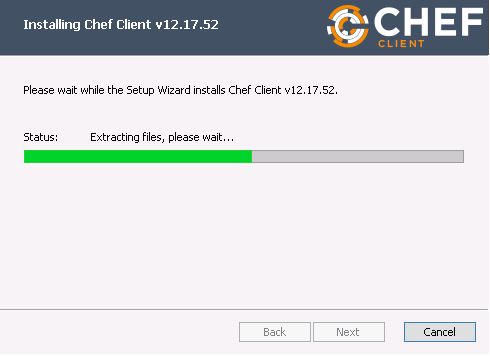 Installing Chef Client v12.17.52
CHEF
CLIENT
Please wait while the Setup Wizard installs Chef Client v12.17.52.
Status: Extracting files, please wait...
Back Next Cancel